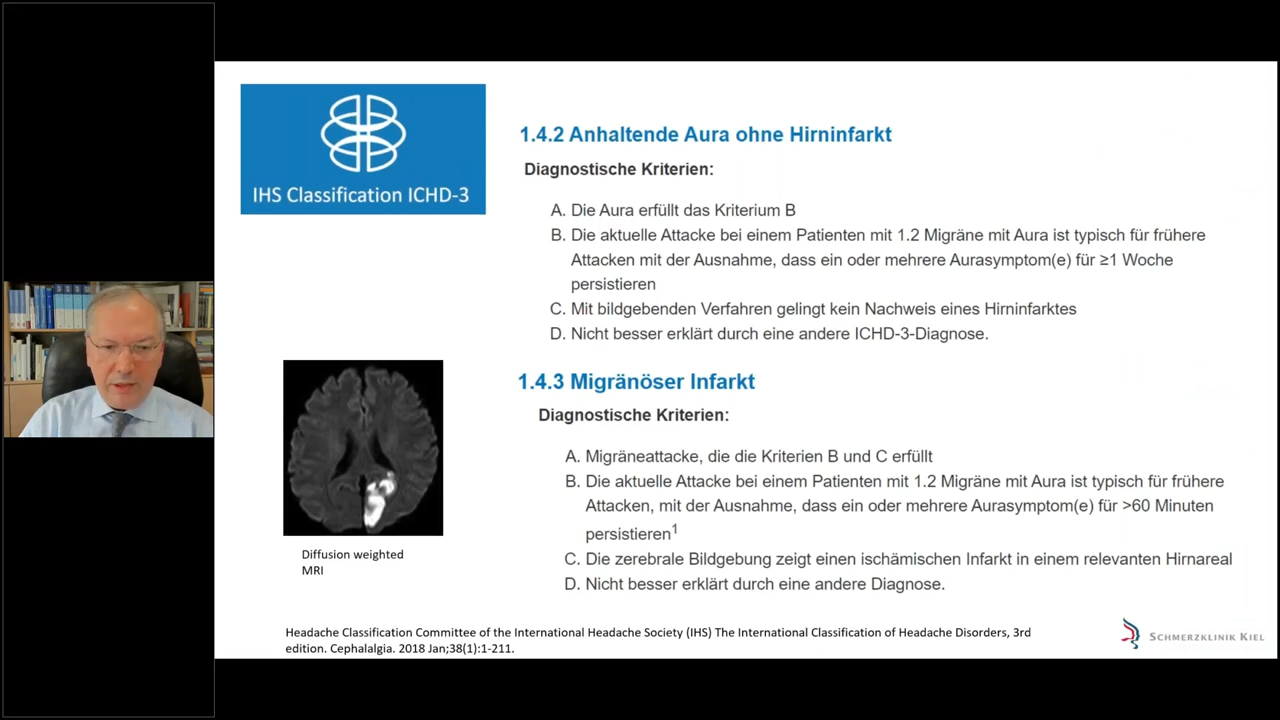 IHS Classification ICHD-3
1.4.2 Anhaltende Aura ohne Hirninfarkt
Diagnostische Kriterien:
A. Die Aura erfüllt das Kriterium B
B. Die aktuelle Attacke bei einem Patienten mit 1.2 Migräne mit Aura ist typisch für frühere
Attacken mit der Ausnahme, dass ein oder mehrere Aurasymptom(e) für ≥1 Woche
persistieren
C. Mit bildgebenden Verfahren gelingt kein Nachweis eines Hirninfarktes
D. Nicht besser erklärt durch eine andere ICHD-3-Diagnose.
1.4.3 Migränöser Infarkt
Diagnostische Kriterien:
A. Migräneattacke, die die Kriterien B und C erfüllt
B. Die aktuelle Attacke bei einem Patienten mit 1.2 Migräne mit Aura ist typisch für frühere
Attacken, mit der Ausnahme, dass ein oder mehrere Aurasymptom(e) für >60 Minuten
persistieren¹
C. Die zerebrale Bildgebung zeigt einen ischämischen Infarkt in einem relevanten Hirnareal
D. Nicht besser erklärt durch eine andere Diagnose.
Diffusion weighted
MRI
Headache Classification Committee of the International Headache Society (IHS) The International Classification of Headache Disorders, 3rd
edition. Cephalalgia. 2018 Jan;38(1):1-211.
SCHMERZKLINIK KIEL